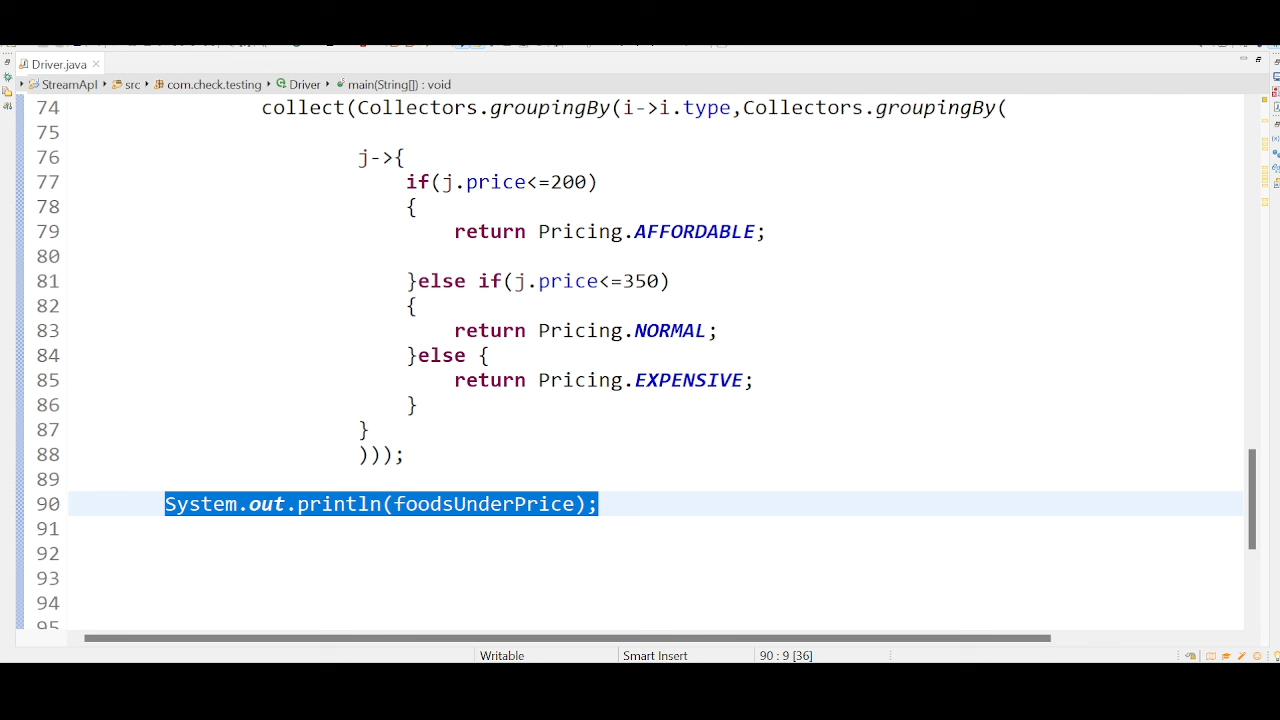 Driver.java
StreamApI src com.check.testing Driver main(String[]) : void
74 collect(Collectors.groupingBy(i->i.type,Collectors.groupingBy(
75
76 j->{
77 if(j.price<=200)
78 {
79 return Pricing.AFFORDABLE;
80
81 }else if(j.price<=350)
82 {
83 return Pricing.NORMAL;
84 }else {
85 return Pricing.EXPENSIVE;
86 }
87 }
88 )));
89
90 System.out.println(foodsUnderPrice);
91
92
93
94
95
Writable Smart Insert 90 : 9 [36]